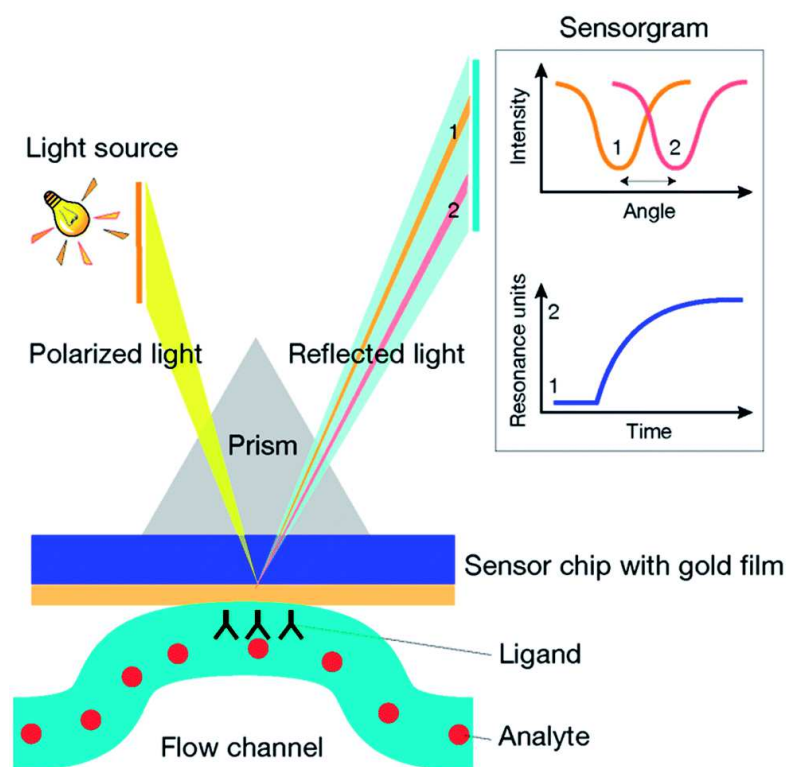 Sensorgram
Intensity
1
2
Angle
Light source
1
2
Polarized light
Reflected light
Resonance units
2
1
Time
Prism
Sensor chip with gold film
Ligand
Analyte
Flow channel